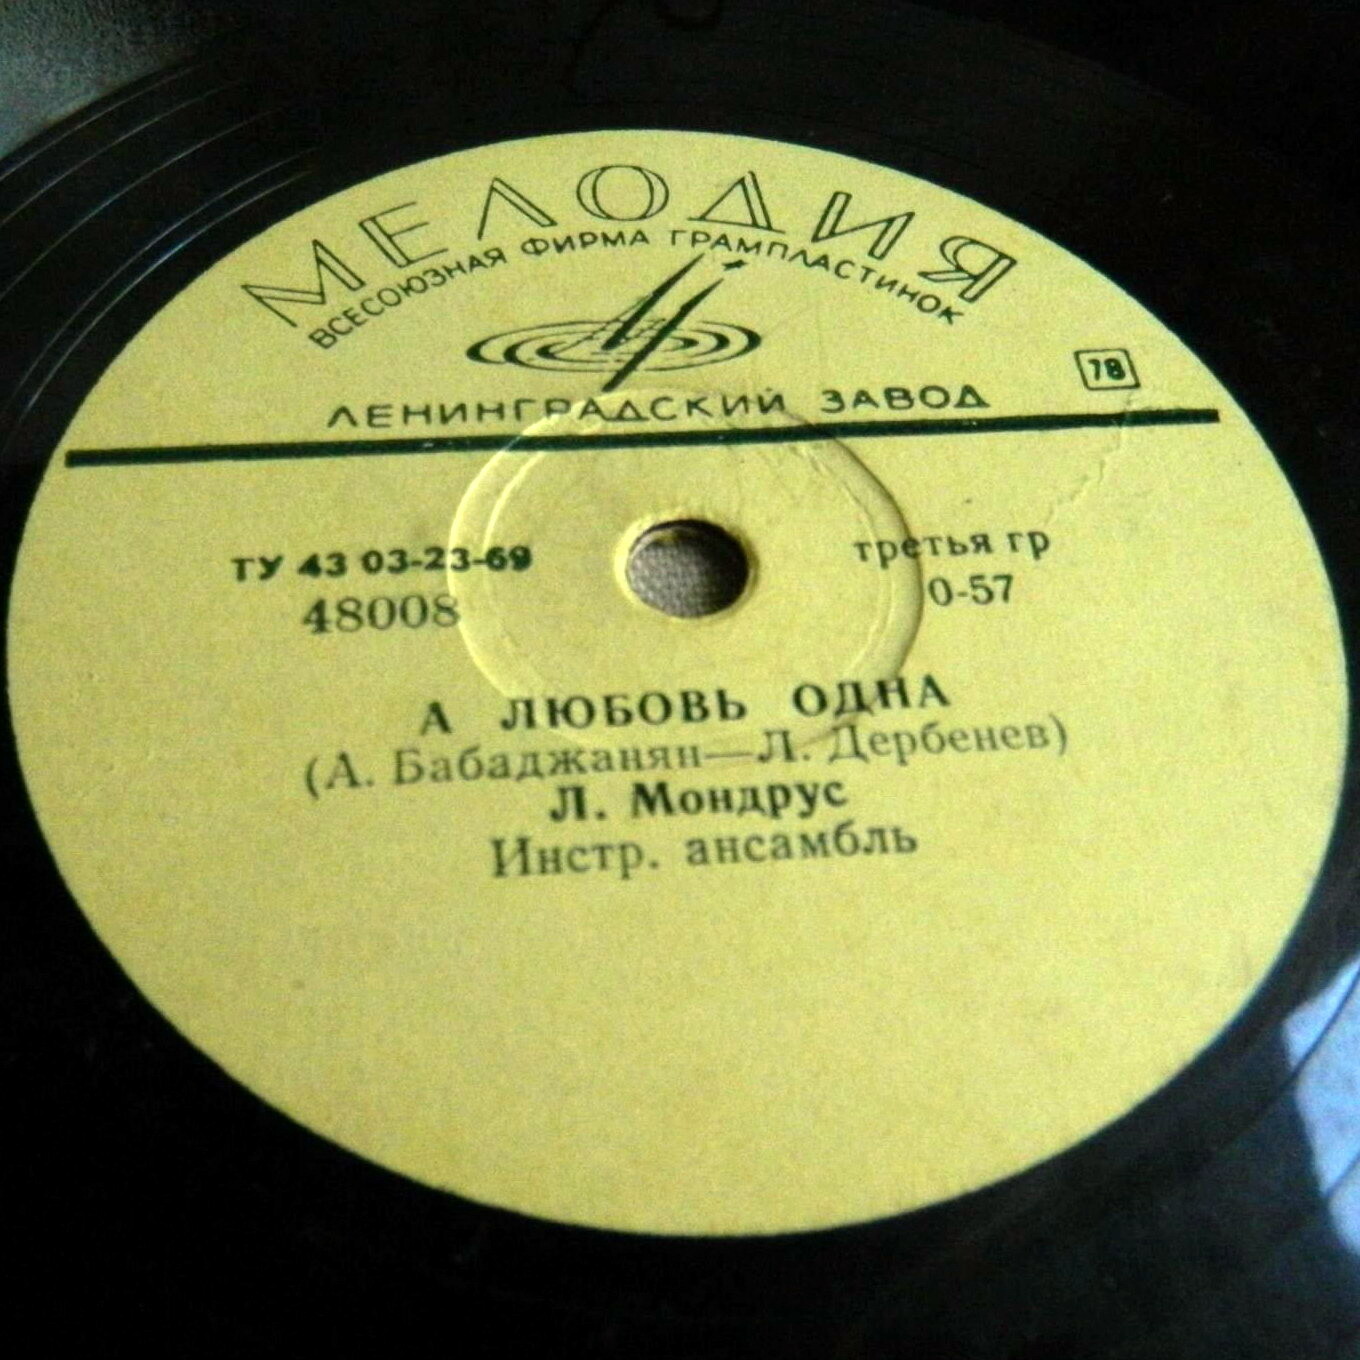 МЕЛОДИЯ
ВСЕСОЮЗНАЯ ФИРМА ГРАМПЛАСТИНОК
78
ЛЕНИНГРАДСКИЙ ЗАВОД
ТУ 43 03-23-69 третья гр
48008 0-57
А ЛЮБОВЬ ОДНА
(А. Бабаджанян—Л. Дербенев)
Л. Мондрус
Инстр. ансамбль